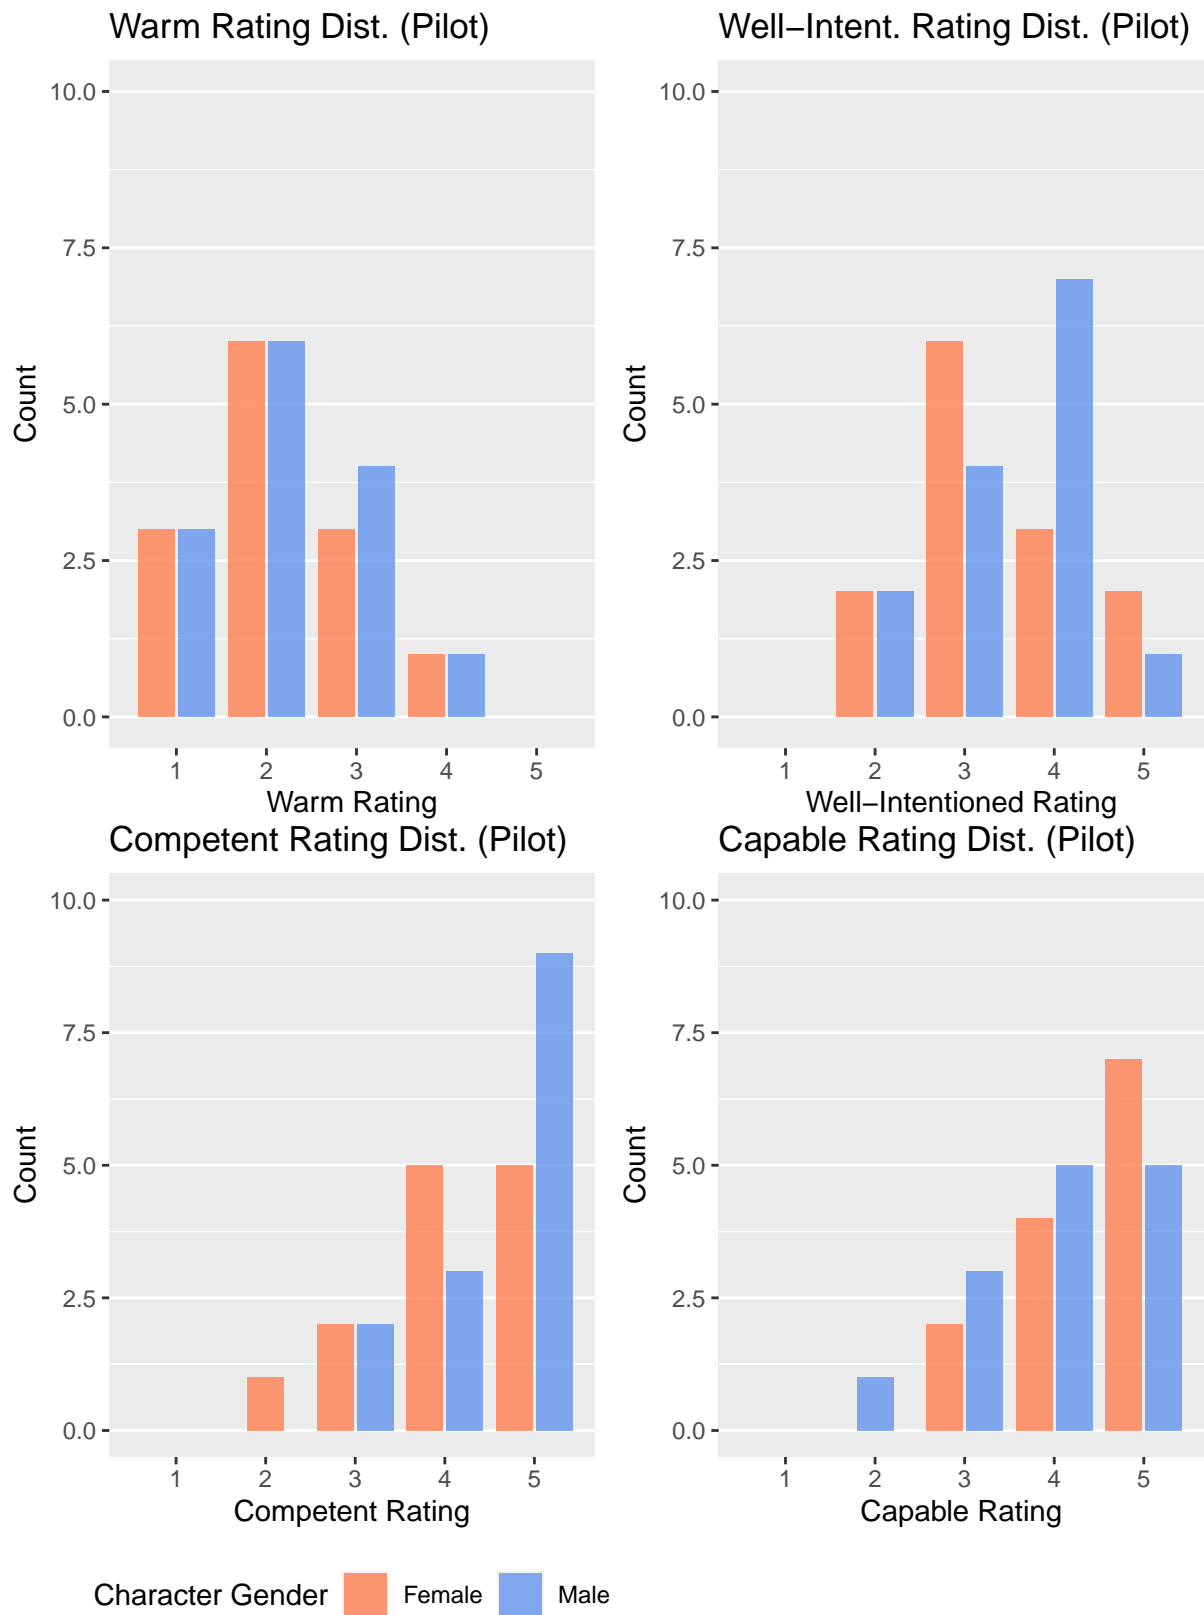 Warm Rating Dist. (Pilot)
10.0
7.5
5.0
2.5
0.0
Count
1 2 3 4 5
Warm Rating
Well−Intent. Rating Dist. (Pilot)
10.0
7.5
5.0
2.5
0.0
Count
1 2 3 4 5
Well−Intentioned Rating
Competent Rating Dist. (Pilot)
10.0
7.5
5.0
2.5
0.0
Count
1 2 3 4 5
Competent Rating
Capable Rating Dist. (Pilot)
10.0
7.5
5.0
2.5
0.0
Count
1 2 3 4 5
Capable Rating
Character Gender Female Male